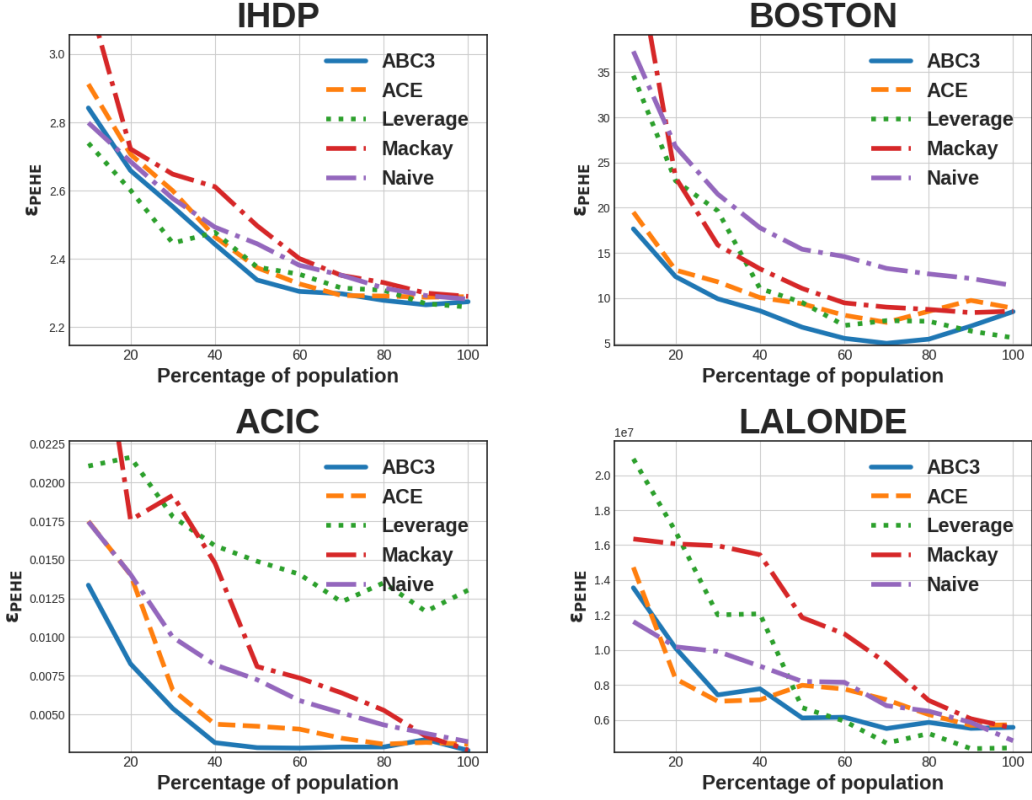 IHDP
3.0
2.8
2.6
2.4
2.2
εPEHE
ABC3
ACE
Leverage
Mackay
Naive
20 40 60 80 100
Percentage of population
BOSTON
35
30
25
20
15
10
5
εPEHE
ABC3
ACE
Leverage
Mackay
Naive
20 40 60 80 100
Percentage of population
ACIC
0.0225
0.0200
0.0175
0.0150
0.0125
0.0100
0.0075
0.0050
εPEHE
ABC3
ACE
Leverage
Mackay
Naive
20 40 60 80 100
Percentage of population
LALONDE
1e7
2.0
1.8
1.6
1.4
1.2
1.0
0.8
0.6
εPEHE
ABC3
ACE
Leverage
Mackay
Naive
20 40 60 80 100
Percentage of population